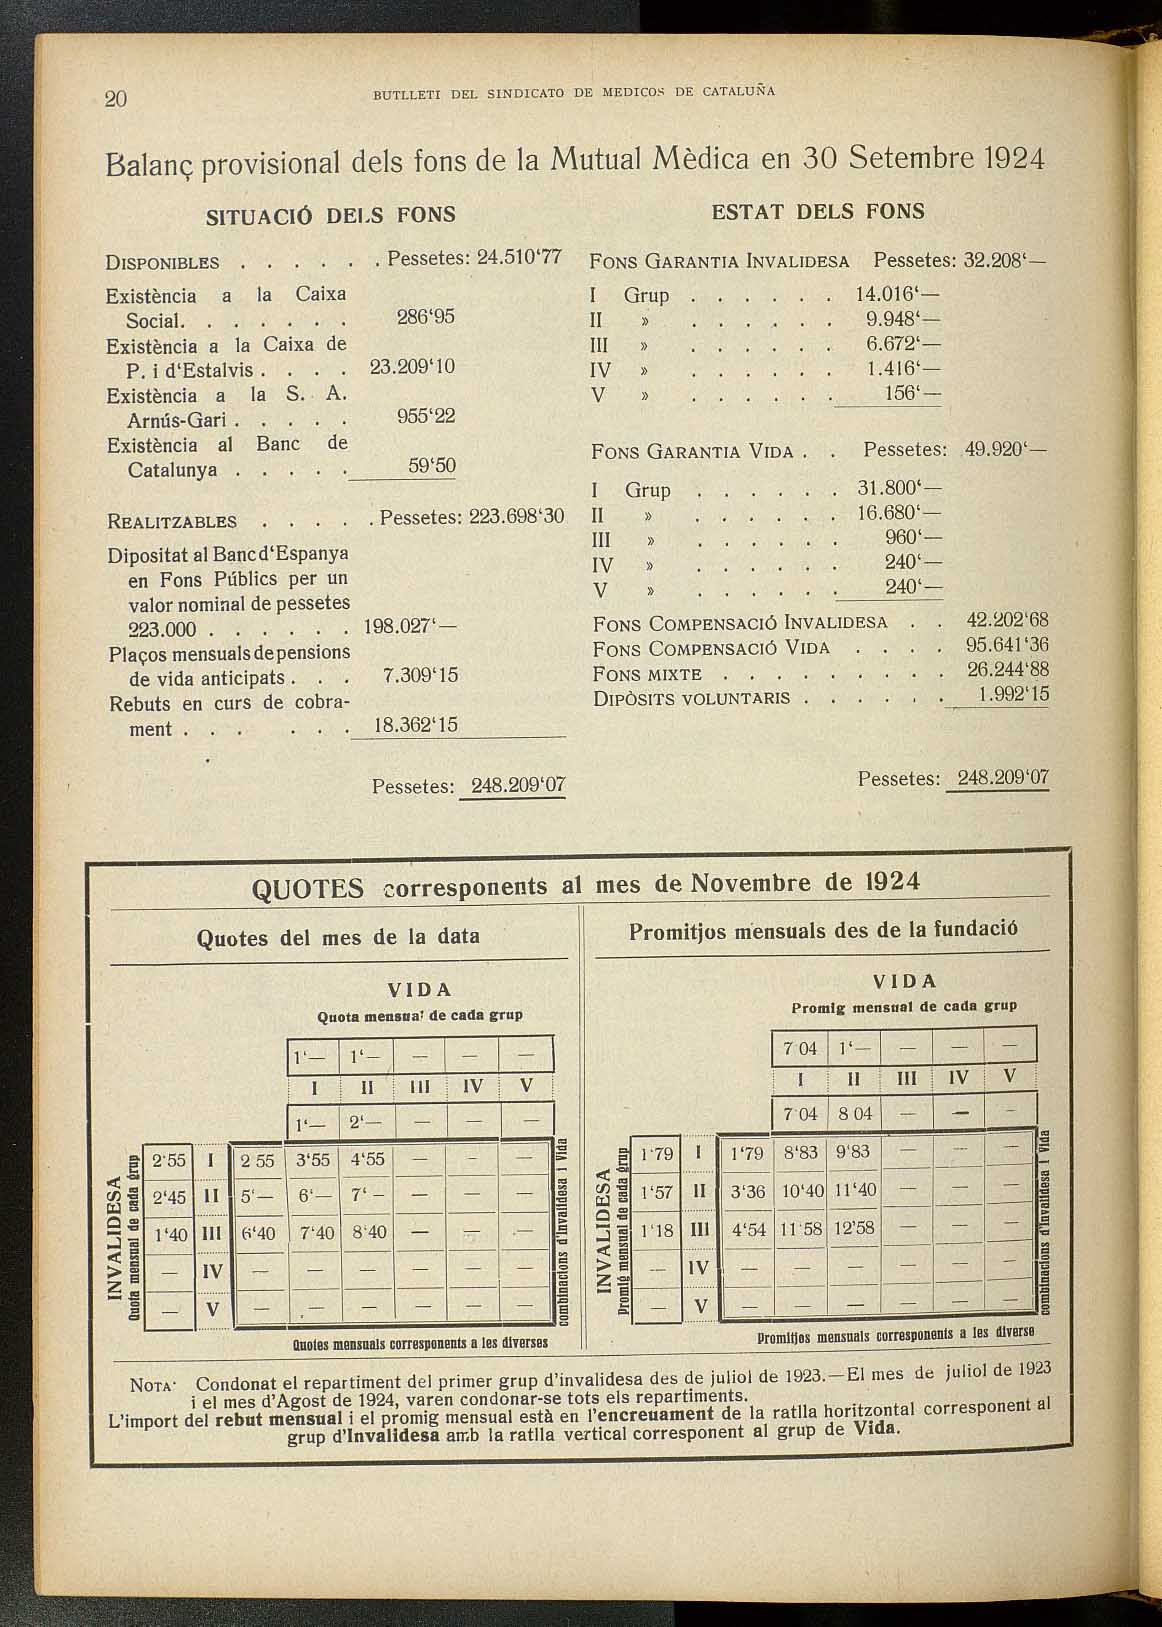 20
BUTLLETI DEL SINDICATO DE MEDICOS DE CATALUÑA
Balanç provisional dels fons de la Mutual Mèdica en 30 Setembre 1924
SITUACIÓ DELS FONS
DISPONIBLES . . . . . . Pessetes: 24.510‘77
Existència a la Caixa
Social. . . . . . . 286‘95
Existència a la Caixa de
P. i d‘Estalvis . . . . 23.209‘10
Existència a la S. A.
Arnús-Gari . . . . . 955‘22
Existència al Banc de
Catalunya . . . . . 59‘50
REALITZABLES . . . . . Pessetes: 223.698‘30
Dipositat al Banc d‘Espanya
en Fons Públics per un
valor nominal de pessetes
223.000 . . . . . . 198.027‘—
Plaços mensuals de pensions
de vida anticipats . . . 7.309‘15
Rebuts en curs de cobra-
ment . . . . . . 18.362‘15
Pessetes: 248.209‘07
ESTAT DELS FONS
FONS GARANTIA INVALIDESA Pessetes: 32.208‘—
I Grup . . . . . . 14.016‘—
II » . . . . . . 9.948‘—
III » . . . . . . 6.672‘—
IV » . . . . . . 1.416‘—
V » . . . . . . 156‘—
FONS GARANTIA VIDA . . Pessetes: 49.920‘—
I Grup . . . . . . 31.800‘—
II » . . . . . . 16.680‘—
III » . . . . . . 960‘—
IV » . . . . . . 240‘—
V » . . . . . . 240‘—
FONS COMPENSACIÓ INVALIDESA . . 42.202‘68
FONS COMPENSACIÓ VIDA . . . . 95.641‘36
FONS MIXTE . . . . . . . . . 26.244‘88
DIPÒSITS VOLUNTARIS . . . . . . 1.992‘15
Pessetes: 248.209‘07
QUOTES corresponents al mes de Novembre de 1924
Quotes del mes de la data
VIDA
Quota mensual de cada grup
1‘— 1‘— — — —
I II III IV V
1‘— 2‘— — — —
INVALIDESA
Quota mensual de cada grup
2‘55 I 2 55 3‘55 4‘55 — — —
2‘45 II 5‘— 6‘— 7‘- — — —
1‘40 III 6‘40 7‘40 8‘40 — — —
— IV — — — — — —
— V — — — — — —
combinacions d'Invalidesa i Vida
Quotes mensuals corresponents a les diverses
Promitjos mensuals des de la fundació
VIDA
Promig mensual de cada grup
7 04 1‘— — — —
I II III IV V
7 04 8 04 — — —
INVALIDESA
Promig mensual de cada grup
1‘79 I 1‘79 8‘83 9‘83 — — —
1‘57 II 3‘36 10‘40 11‘40 — — —
1‘18 III 4‘54 11 58 12‘58 — — —
— IV — — — — — —
— V — — — — — —
combinacions d'Invalidesa i Vida
Promitjos mensuals corresponents a les diverse
NOTA· Condonat el repartiment del primer grup d'invalidesa des de juliol de 1923.—El mes de juliol de 1923
i el mes d'Agost de 1924, varen condonar-se tots els repartiments.
L'import del rebut mensual i el promig mensual està en l'encreuament de la ratlla horitzontal corresponent al
grup d'Invalidesa amb la ratlla vertical corresponent al grup de Vida.